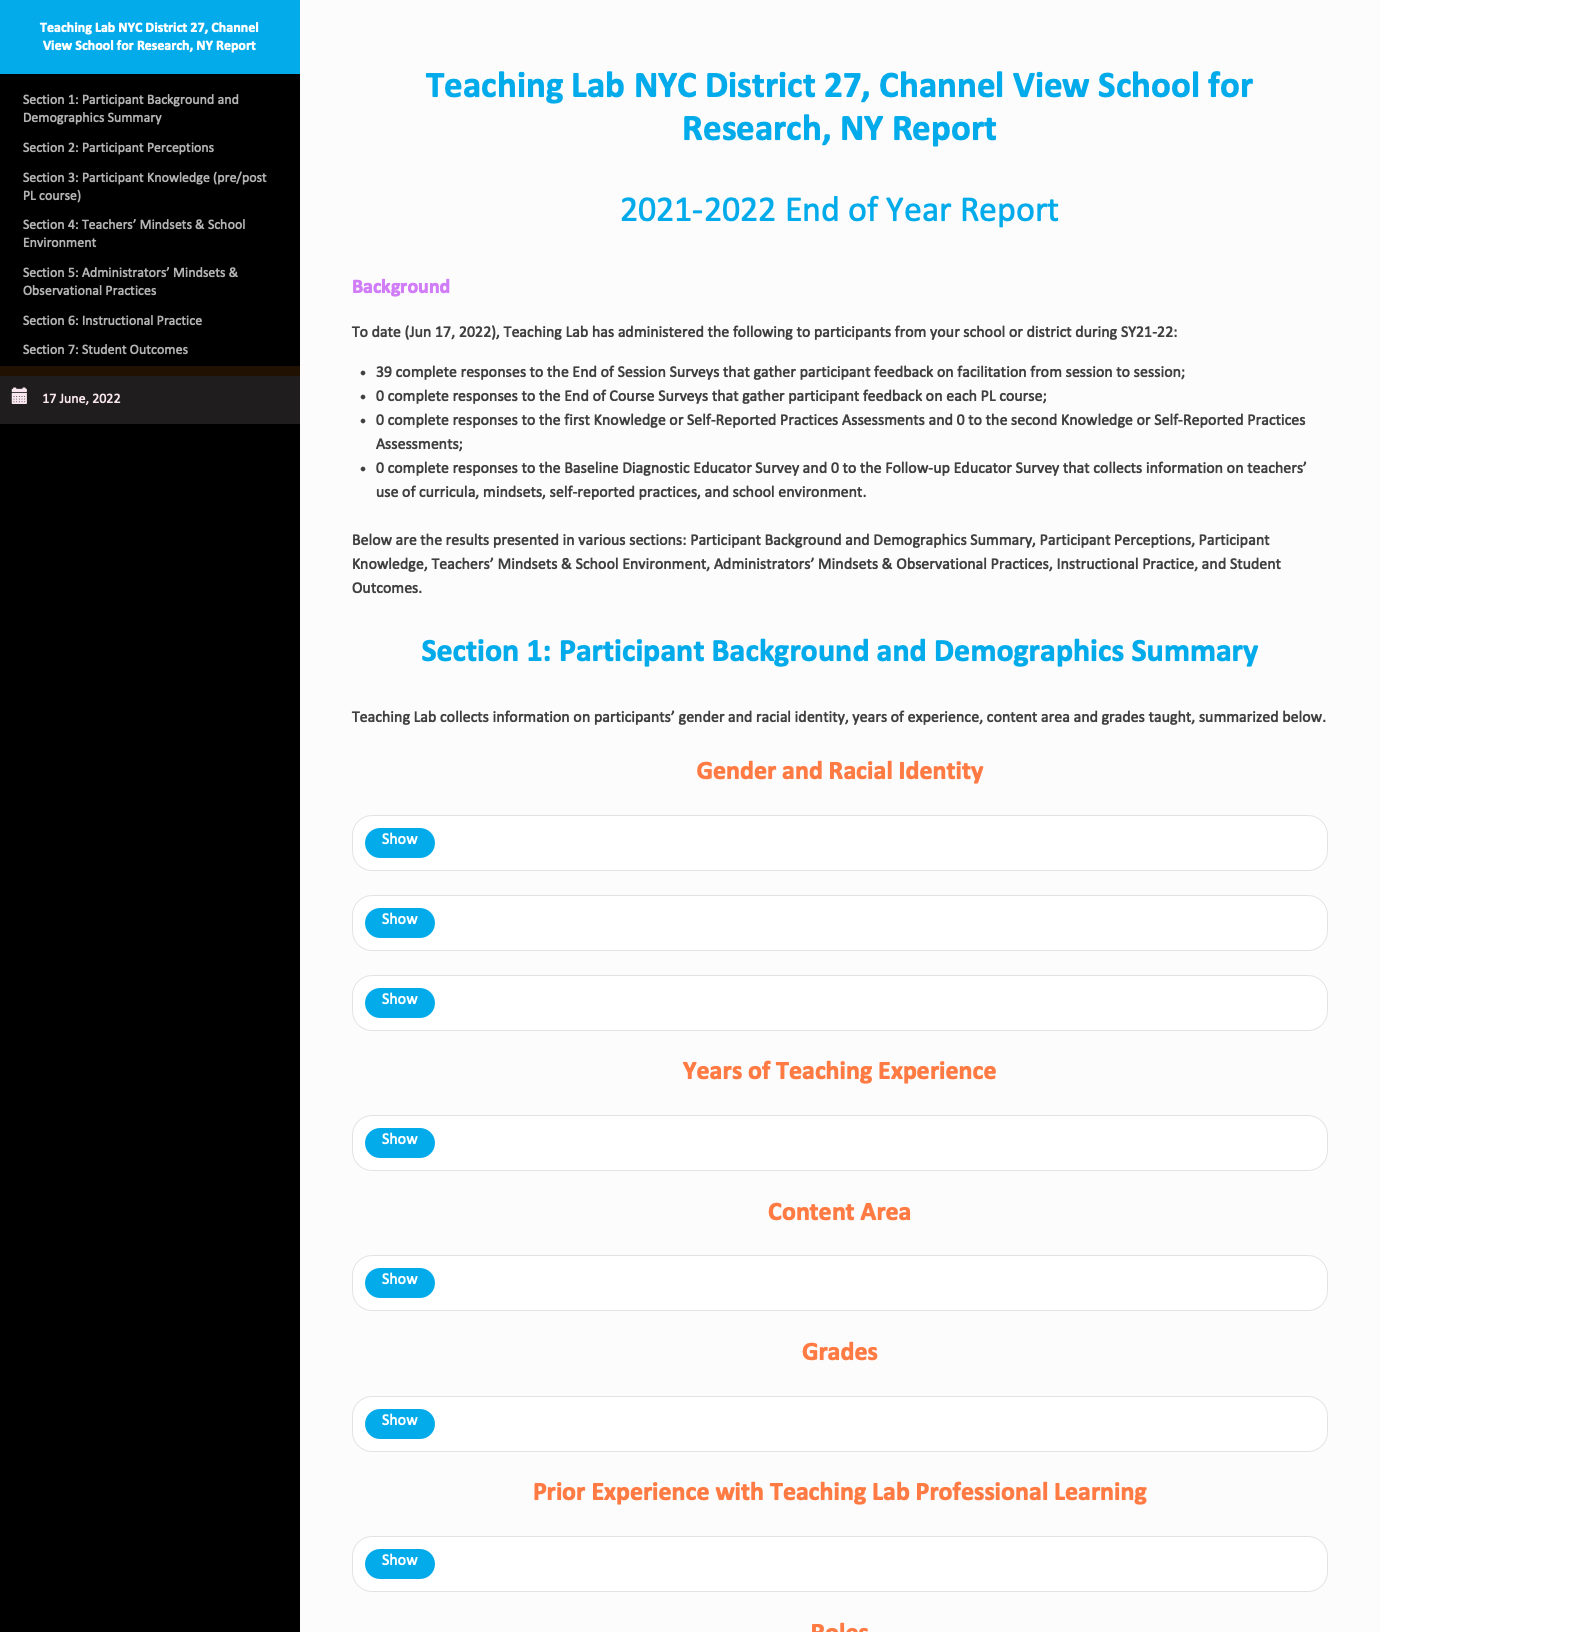 Teaching Lab NYC District 27, Channel
View School for Research, NY Report
Section 1: Participant Background and
Demographics Summary
Section 2: Participant Perceptions
Section 3: Participant Knowledge (pre/post
PL course)
Section 4: Teachers’ Mindsets & School
Environment
Section 5: Administrators’ Mindsets &
Observational Practices
Section 6: Instructional Practice
Section 7: Student Outcomes
17 June, 2022
Teaching Lab NYC District 27, Channel View School for
Research, NY Report
2021-2022 End of Year Report
Background
To date (Jun 17, 2022), Teaching Lab has administered the following to participants from your school or district during SY21-22:
• 39 complete responses to the End of Session Surveys that gather participant feedback on facilitation from session to session;
• 0 complete responses to the End of Course Surveys that gather participant feedback on each PL course;
• 0 complete responses to the first Knowledge or Self-Reported Practices Assessments and 0 to the second Knowledge or Self-Reported Practices
Assessments;
• 0 complete responses to the Baseline Diagnostic Educator Survey and 0 to the Follow-up Educator Survey that collects information on teachers’
use of curricula, mindsets, self-reported practices, and school environment.
Below are the results presented in various sections: Participant Background and Demographics Summary, Participant Perceptions, Participant
Knowledge, Teachers’ Mindsets & School Environment, Administrators’ Mindsets & Observational Practices, Instructional Practice, and Student
Outcomes.
Section 1: Participant Background and Demographics Summary
Teaching Lab collects information on participants’ gender and racial identity, years of experience, content area and grades taught, summarized below.
Gender and Racial Identity
Show
Show
Show
Years of Teaching Experience
Show
Content Area
Show
Grades
Show
Prior Experience with Teaching Lab Professional Learning
Show
Roles